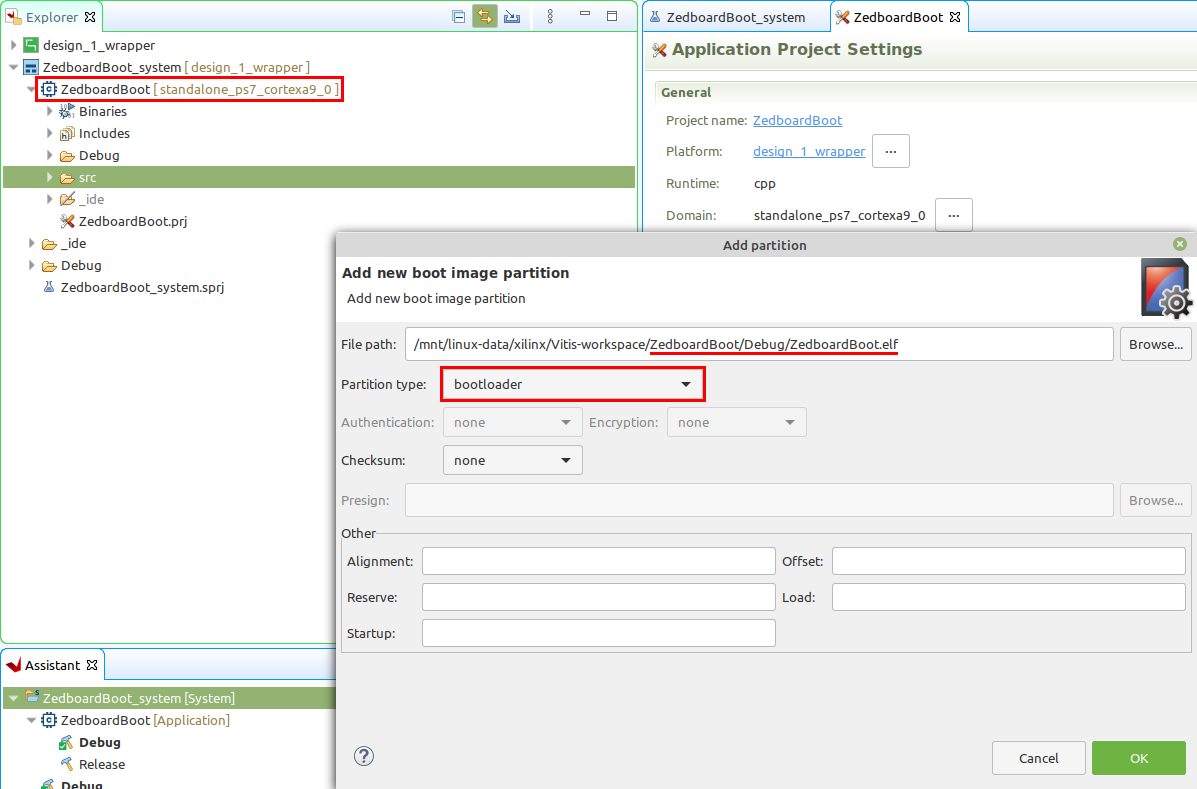 Explorer
design_1_wrapper
ZedboardBoot_system [ design_1_wrapper ]
ZedboardBoot [ standalone_ps7_cortexa9_0 ]
Binaries
Includes
Debug
src
_ide
ZedboardBoot.prj
_ide
Debug
ZedboardBoot_system.sprj
ZedboardBoot_system
ZedboardBoot
Application Project Settings
General
Project name: ZedboardBoot
Platform: design_1_wrapper ...
Runtime: cpp
Domain: standalone_ps7_cortexa9_0 ...
Add partition
Add new boot image partition
Add new boot image partition
File path: /mnt/linux-data/xilinx/Vitis-workspace/ZedboardBoot/Debug/ZedboardBoot.elf Browse...
Partition type: bootloader
Authentication: none Encryption: none
Checksum: none
Presign: Browse...
Other
Alignment: Offset:
Reserve: Load:
Startup:
? Cancel OK
Assistant
ZedboardBoot_system [System]
ZedboardBoot [Application]
Debug
Release
Debug